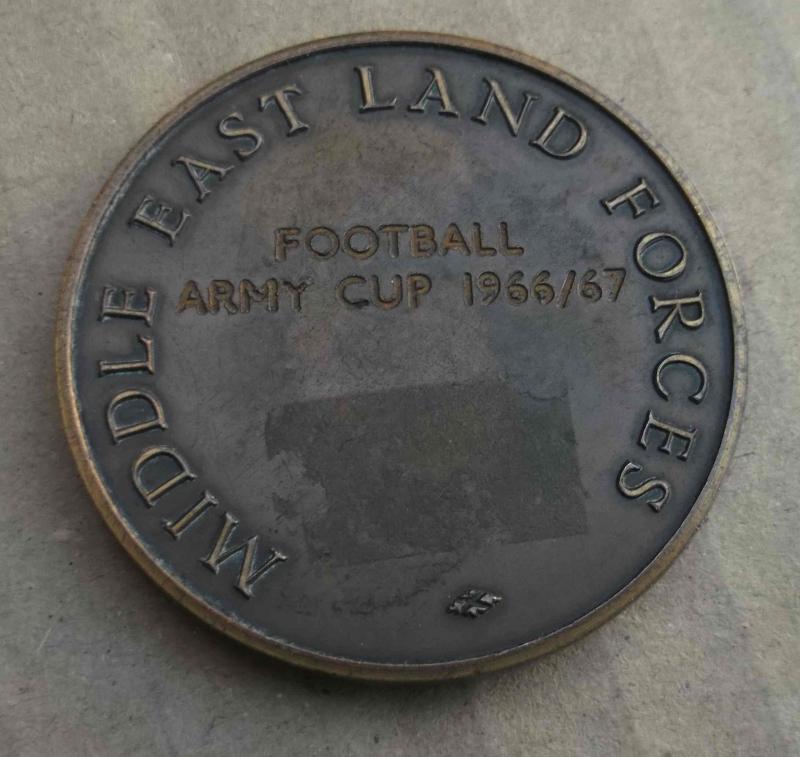 MIDDLE EAST LAND FORCES
FOOTBALL
ARMY CUP 1966/67